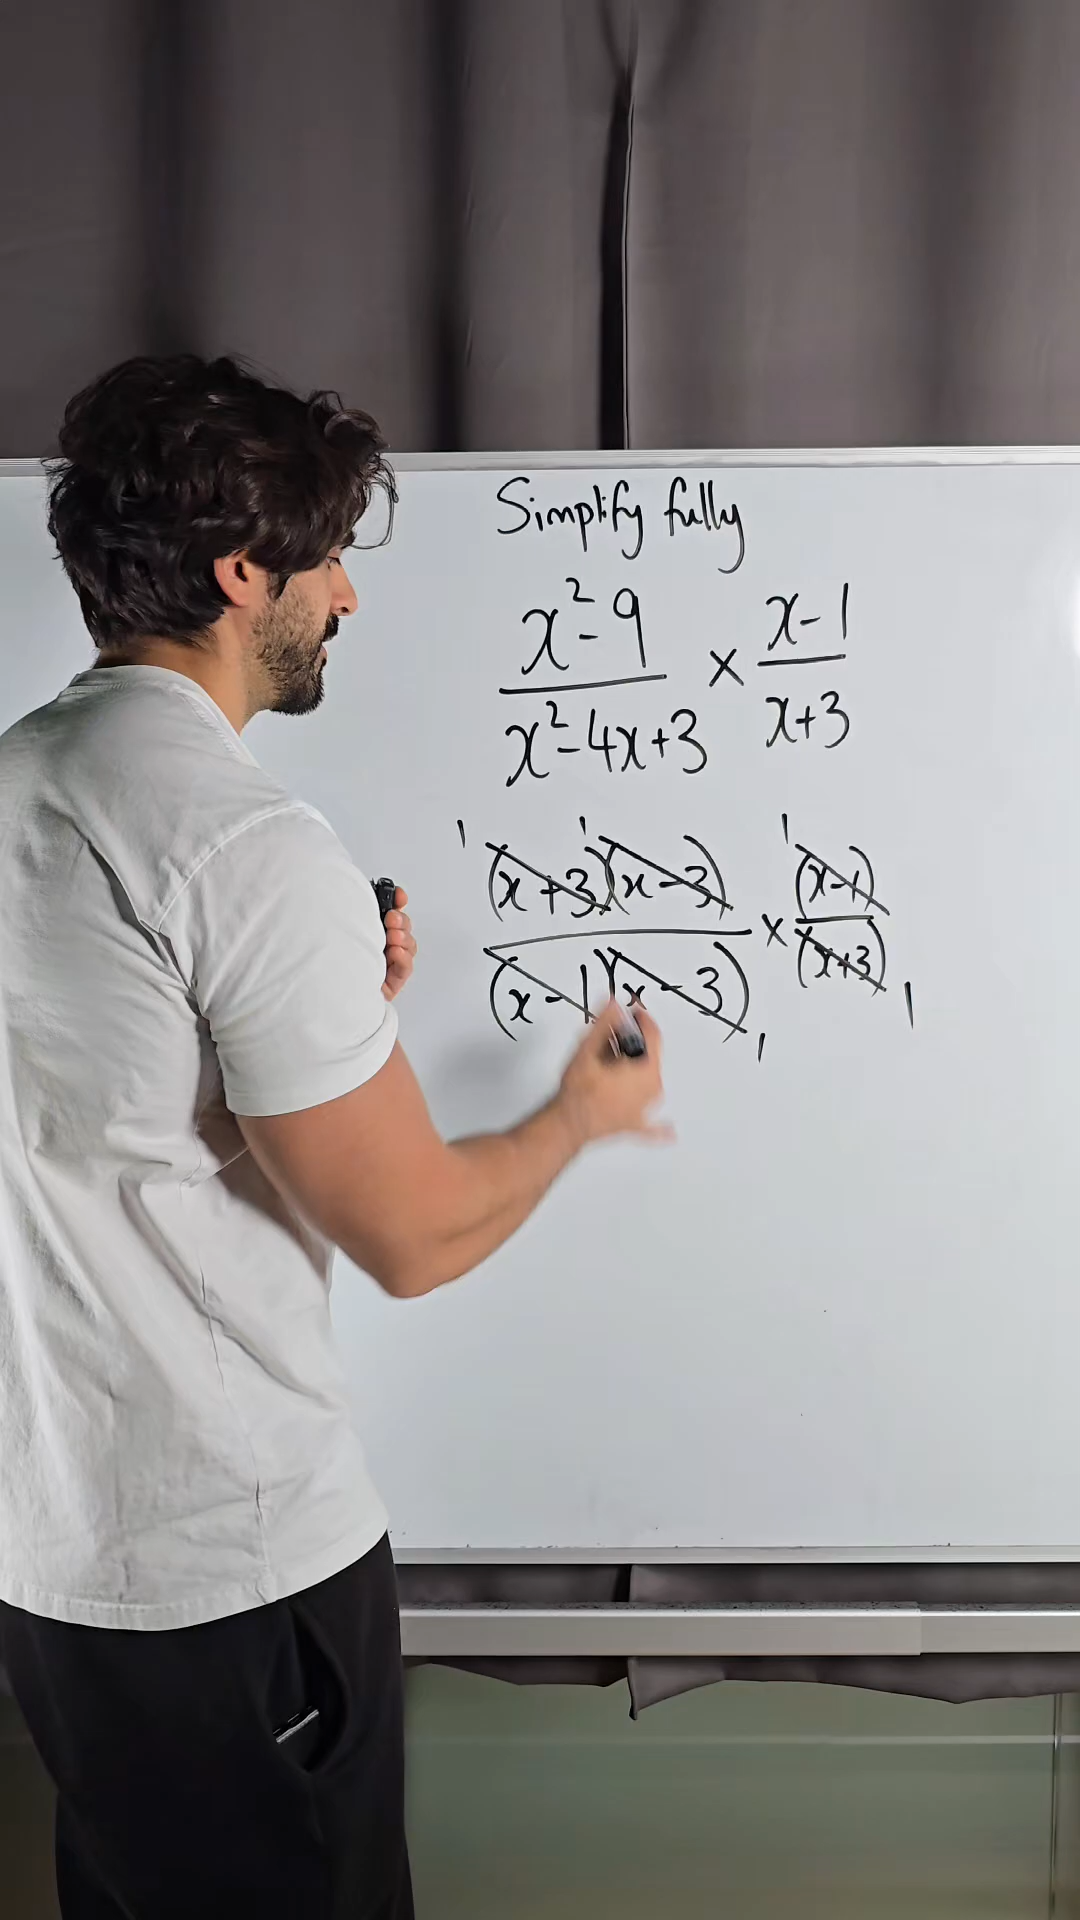 Simplify fully
x² - 9 / x² - 4x + 3 × x - 1 / x + 3
1 1 1
(x + 3)(x - 3) / (x - 1)(x - 3) × (x - 1) / (x + 3)
1 1